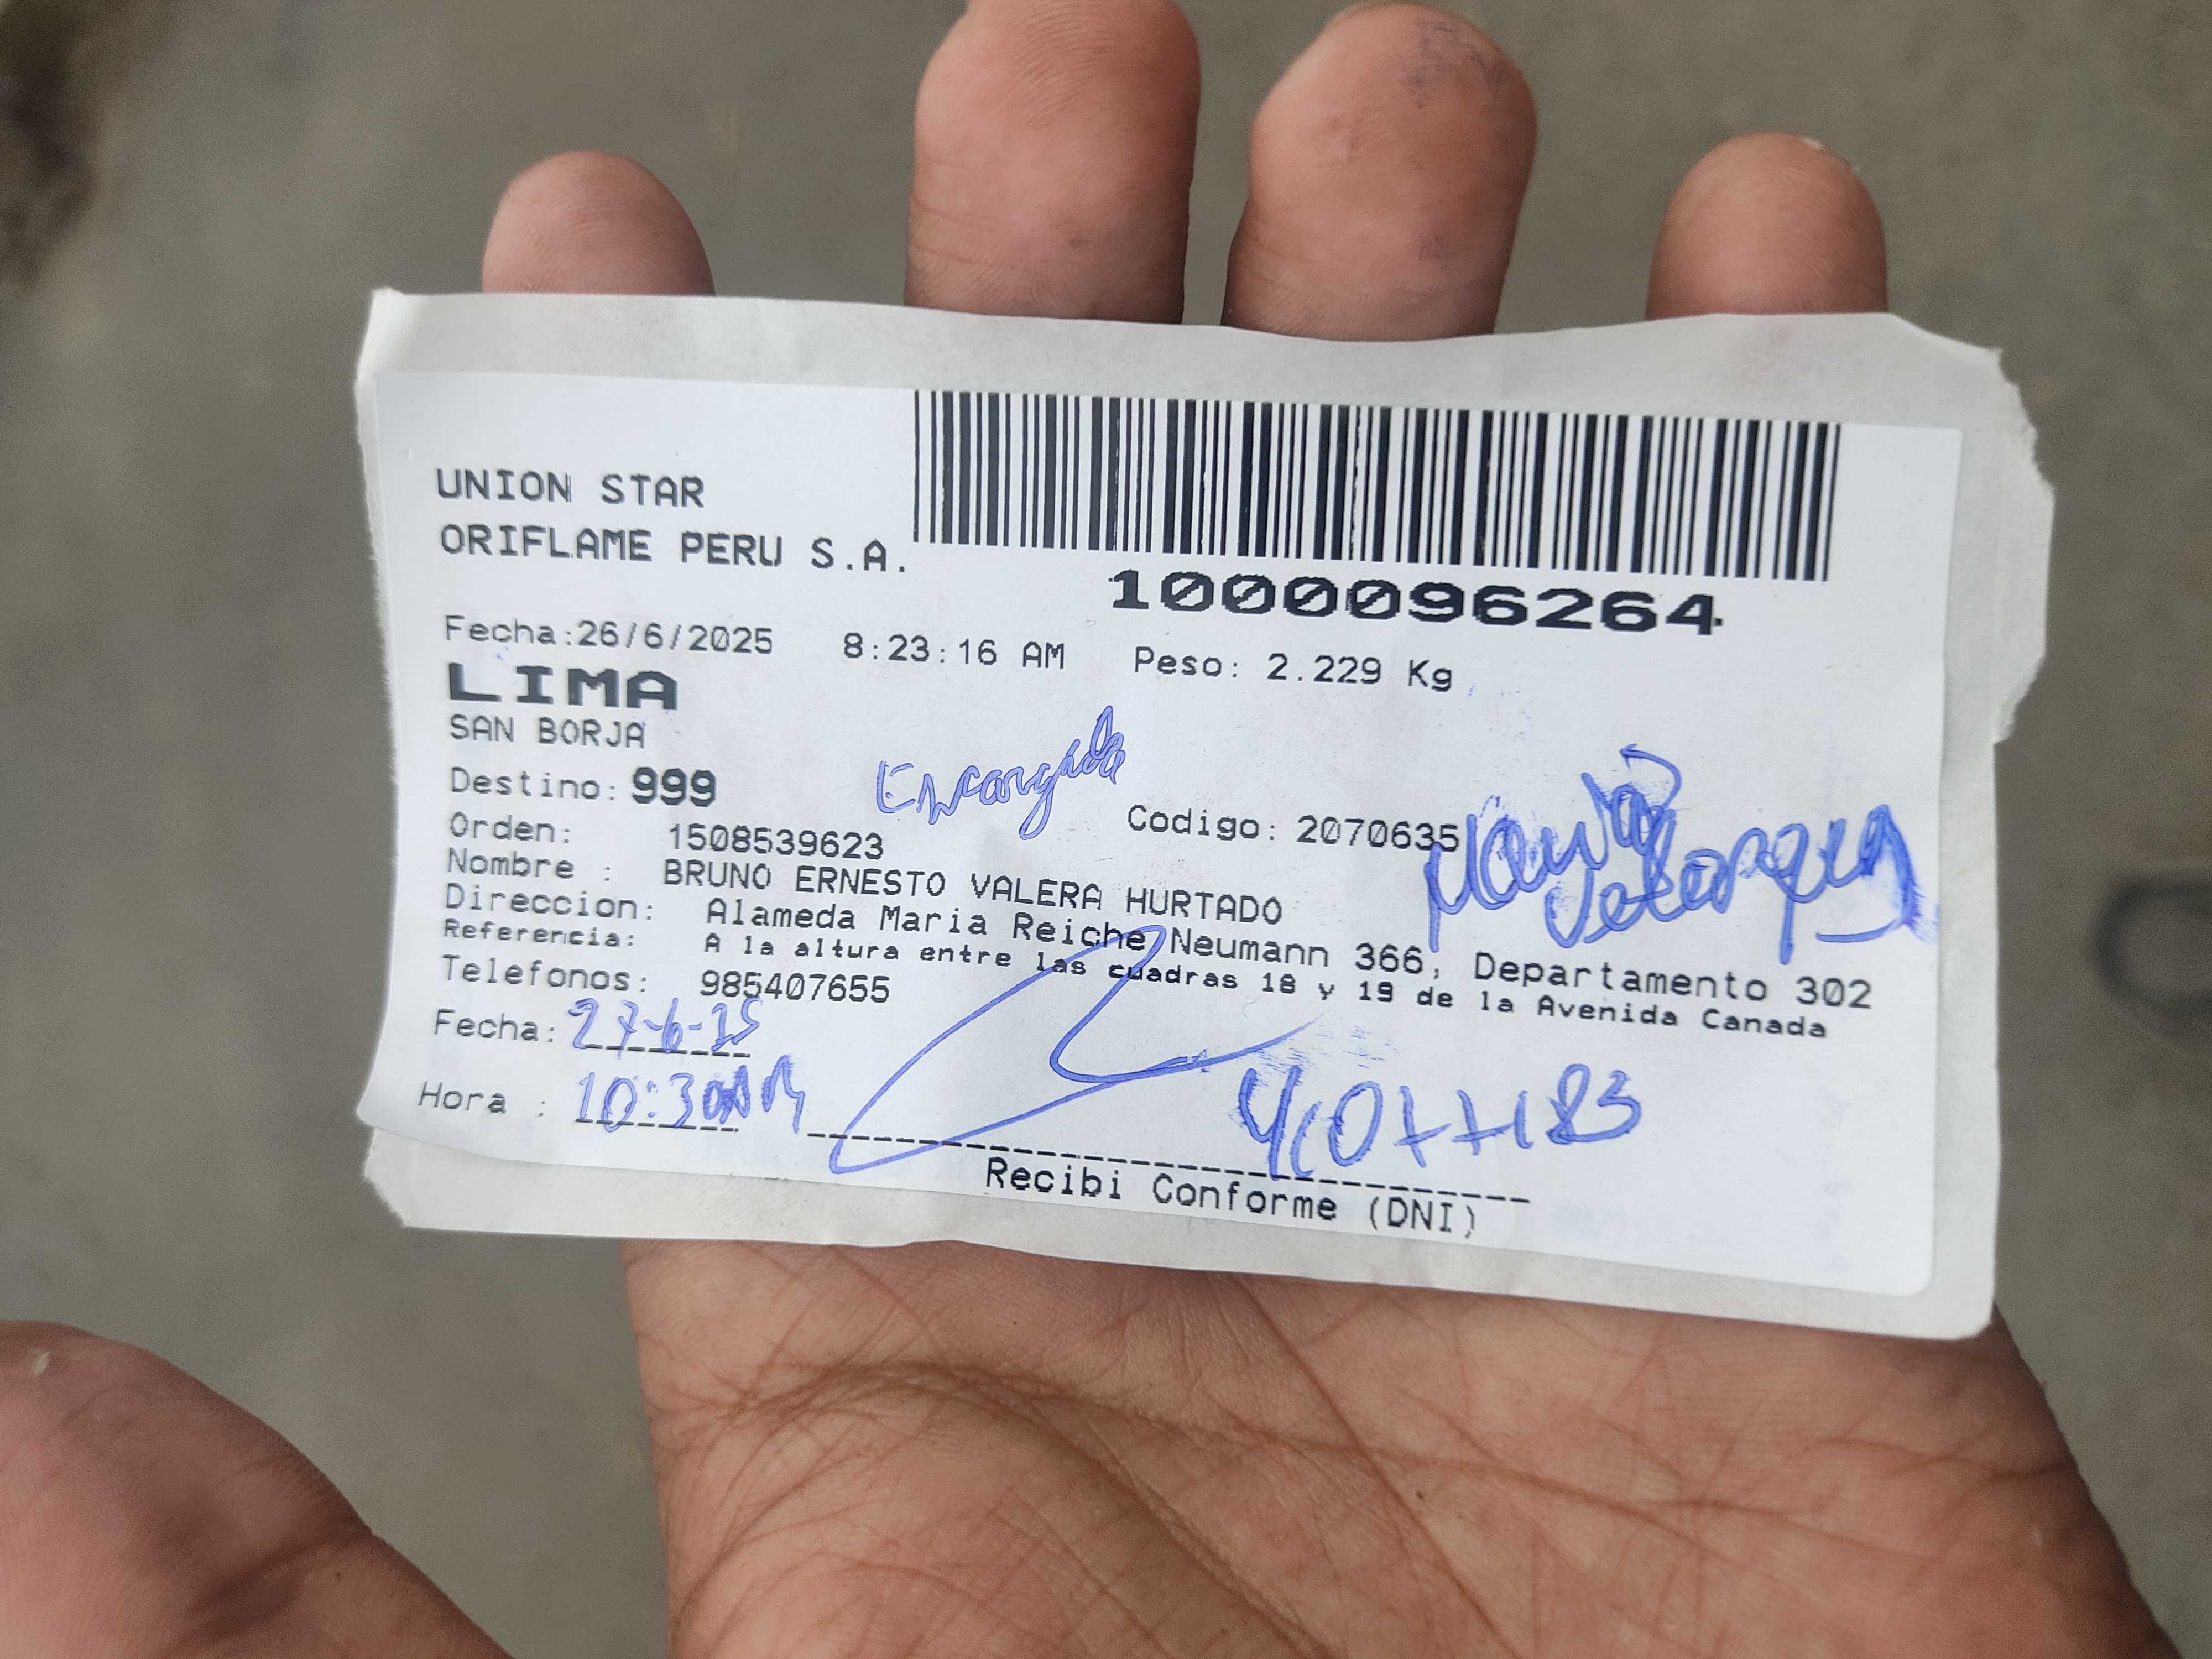 UNION STAR
ORIFLAME PERU S.A.
1000096264
Fecha:26/6/2025 8:23:16 AM Peso: 2.229 Kg
LIMA
SAN BORJA
Encargada
Destino: 999
Codigo: 2070635
Orden: 1508539623
Nombre : BRUNO ERNESTO VALERA HURTADO
Direccion: Alameda Maria Reiche Neumann 366, Departamento 302
Referencia: A la altura entre las cuadras 18 y 19 de la Avenida Canada
Telefonos: 985407655
Fecha: 27-6-25
Hora : 10:30AM
Recibi Conforme (DNI)